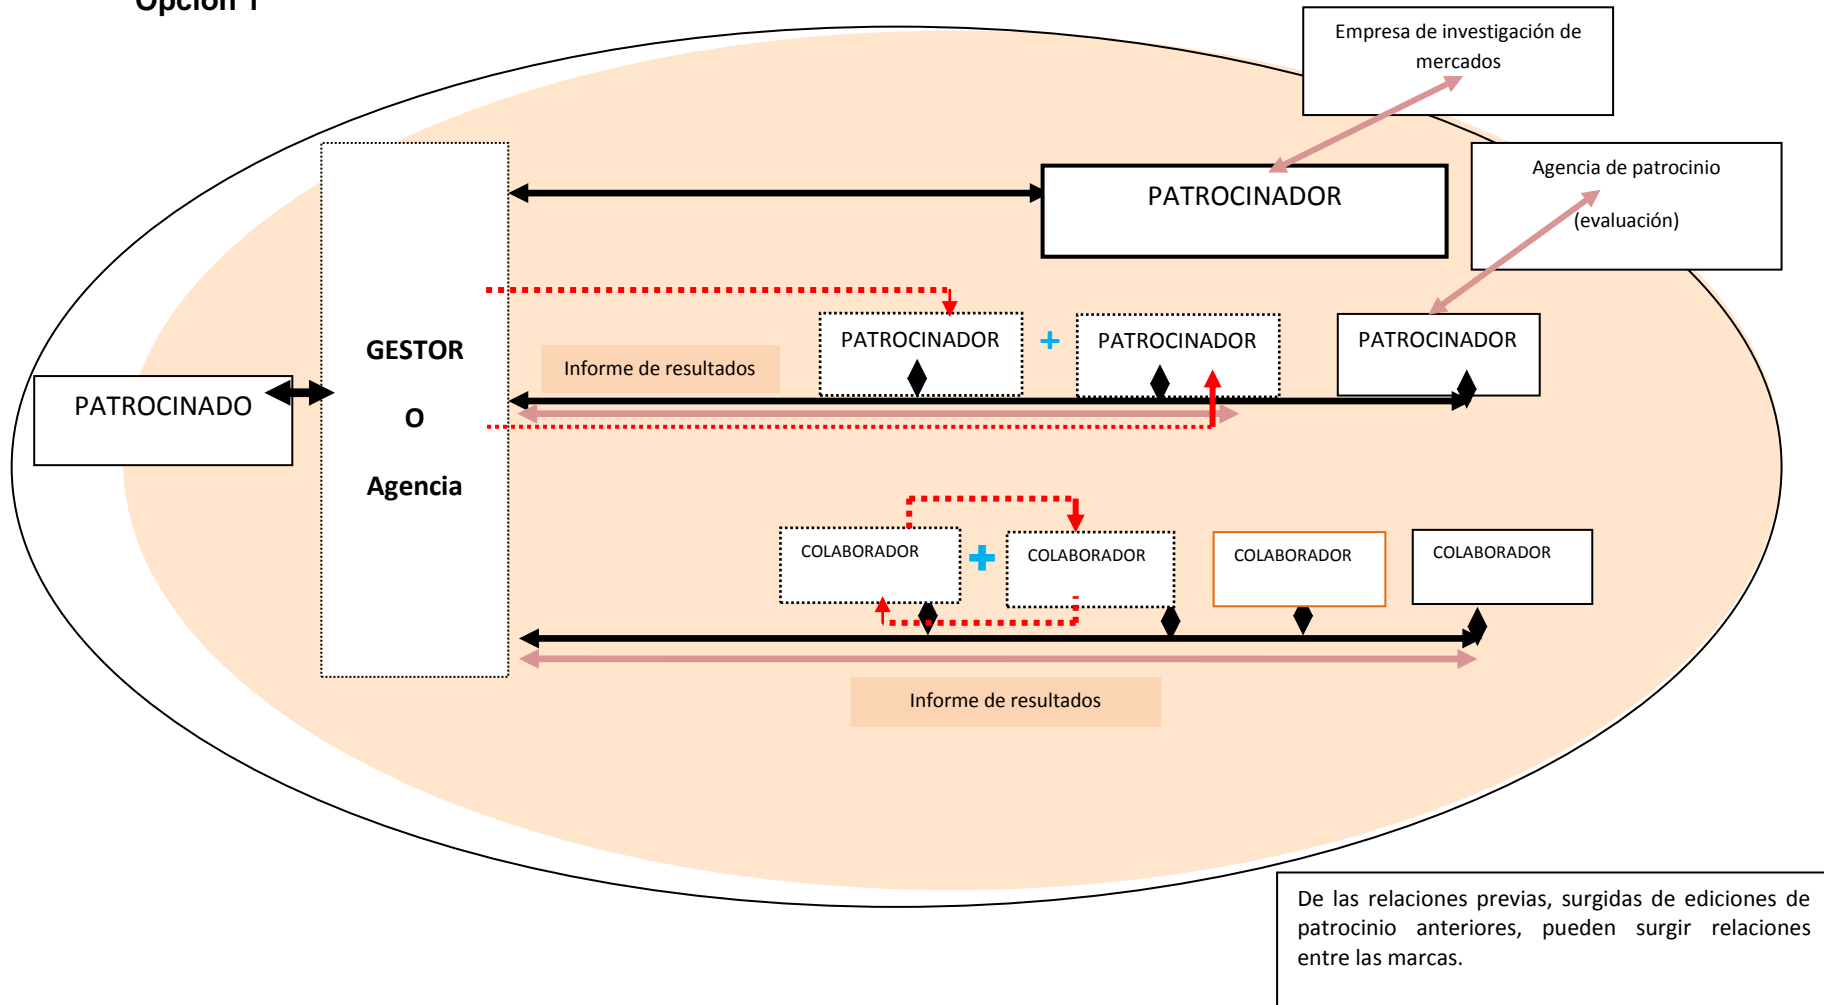 Opción 1
Empresa de investigación de
mercados
Agencia de patrocinio
(evaluación)
PATROCINADOR
PATROCINADOR
+
PATROCINADOR
PATROCINADOR
Informe de resultados
PATROCINADO
GESTOR
O
Agencia
COLABORADOR
+
COLABORADOR
COLABORADOR
COLABORADOR
Informe de resultados
De las relaciones previas, surgidas de ediciones de
patrocinio anteriores, pueden surgir relaciones
entre las marcas.